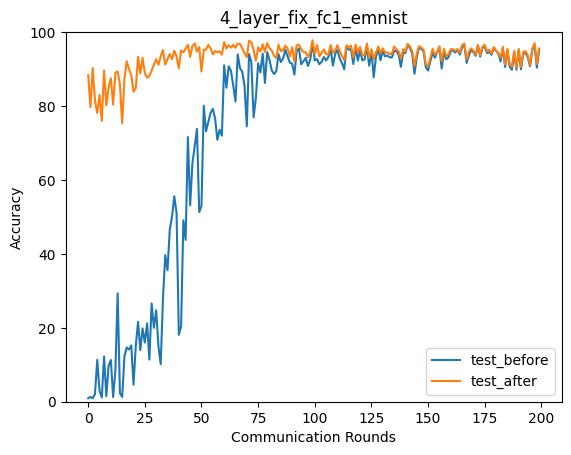 4_layer_fix_fc1_emnist
100
80
60
40
20
0
Accuracy
0 25 50 75 100 125 150 175 200
Communication Rounds
test_before
test_after